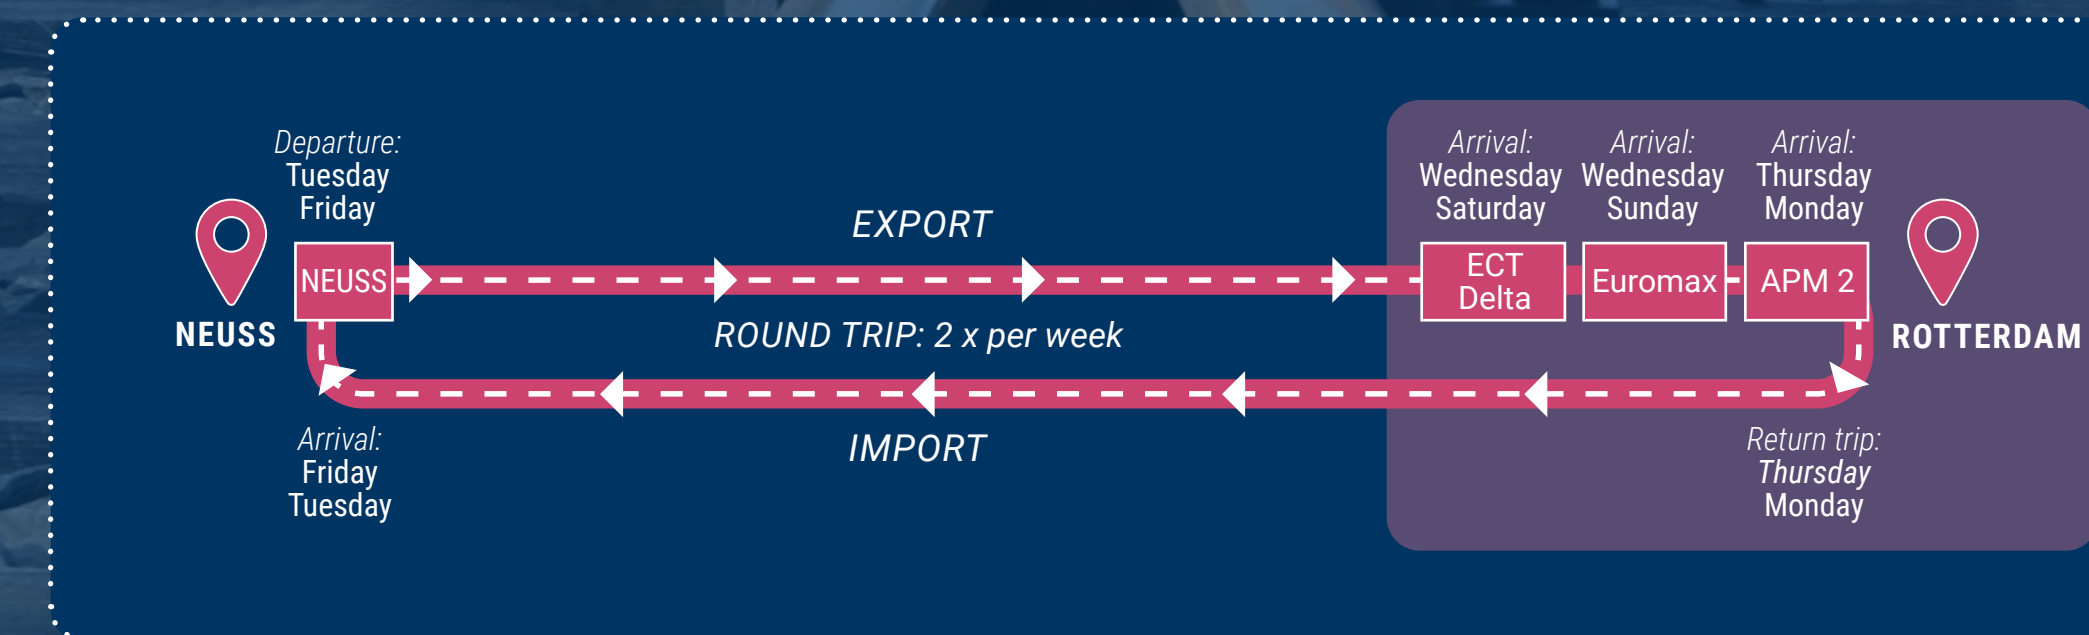 Departure:
Tuesday
Friday
NEUSS
NEUSS
EXPORT
ROUND TRIP: 2 x per week
IMPORT
Arrival:
Wednesday
Saturday
ECT
Delta
Arrival:
Wednesday
Sunday
Euromax
Arrival:
Thursday
Monday
APM 2
ROTTERDAM
Arrival:
Friday
Tuesday
Return trip:
Thursday
Monday